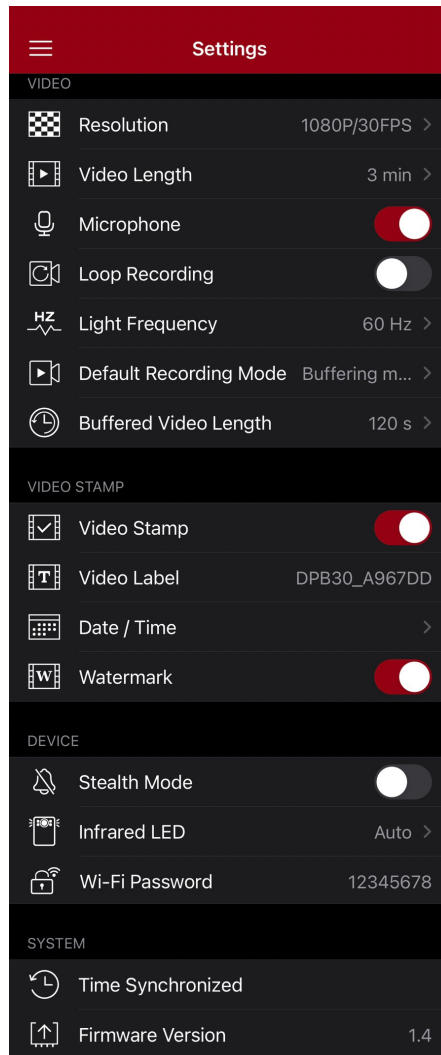 Settings
VIDEO
Resolution 1080P/30FPS
Video Length 3 min
Microphone
Loop Recording
HZ Light Frequency 60 Hz
Default Recording Mode Buffering m...
Buffered Video Length 120 s
VIDEO STAMP
Video Stamp
T Video Label DPB30_A967DD
Date / Time
W Watermark
DEVICE
Stealth Mode
Infrared LED Auto
Wi-Fi Password 12345678
SYSTEM
Time Synchronized
Firmware Version 1.4